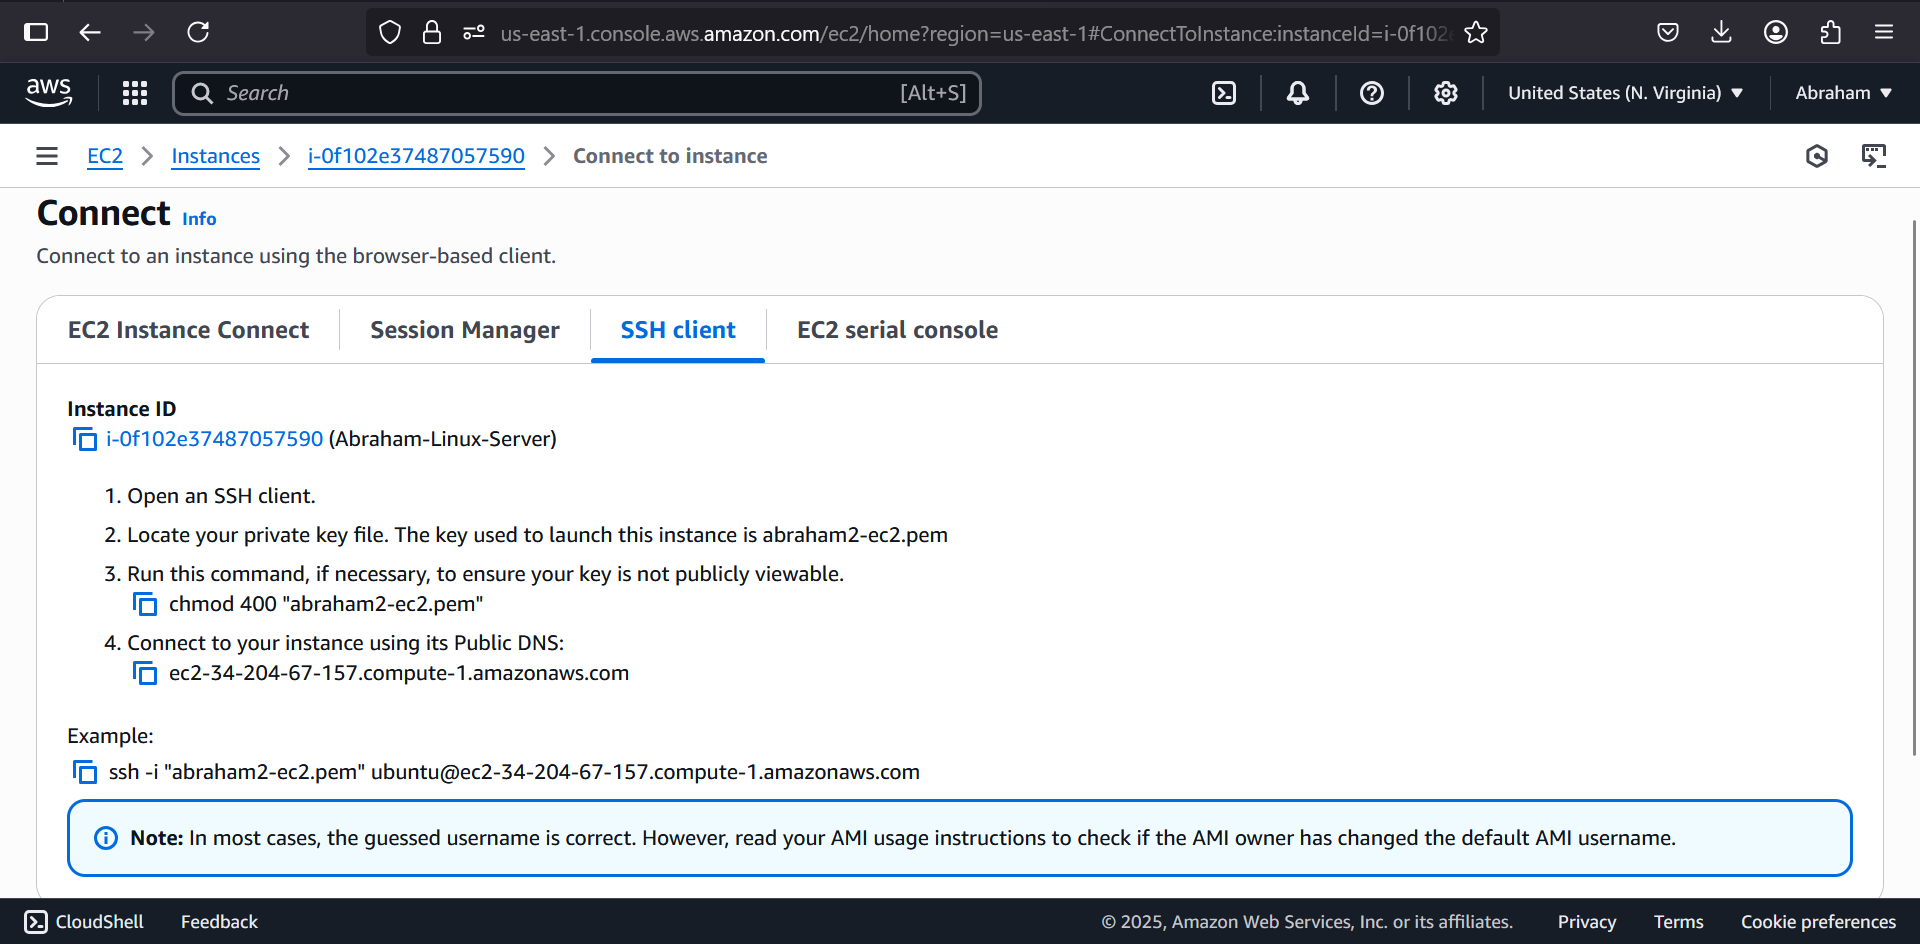 us-east-1.console.aws.amazon.com/ec2/home?region=us-east-1#ConnectToInstance:instanceId=i-0f102
aws
Search [Alt+S]
United States (N. Virginia)
Abraham
EC2 Instances i-0f102e37487057590 Connect to instance
Connect Info
Connect to an instance using the browser-based client.
EC2 Instance Connect Session Manager SSH client EC2 serial console
Instance ID
i-0f102e37487057590 (Abraham-Linux-Server)
1. Open an SSH client.
2. Locate your private key file. The key used to launch this instance is abraham2-ec2.pem
3. Run this command, if necessary, to ensure your key is not publicly viewable.
chmod 400 "abraham2-ec2.pem"
4. Connect to your instance using its Public DNS:
ec2-34-204-67-157.compute-1.amazonaws.com
Example:
ssh -i "abraham2-ec2.pem" ubuntu@ec2-34-204-67-157.compute-1.amazonaws.com
Note: In most cases, the guessed username is correct. However, read your AMI usage instructions to check if the AMI owner has changed the default AMI username.
CloudShell Feedback © 2025, Amazon Web Services, Inc. or its affiliates. Privacy Terms Cookie preferences